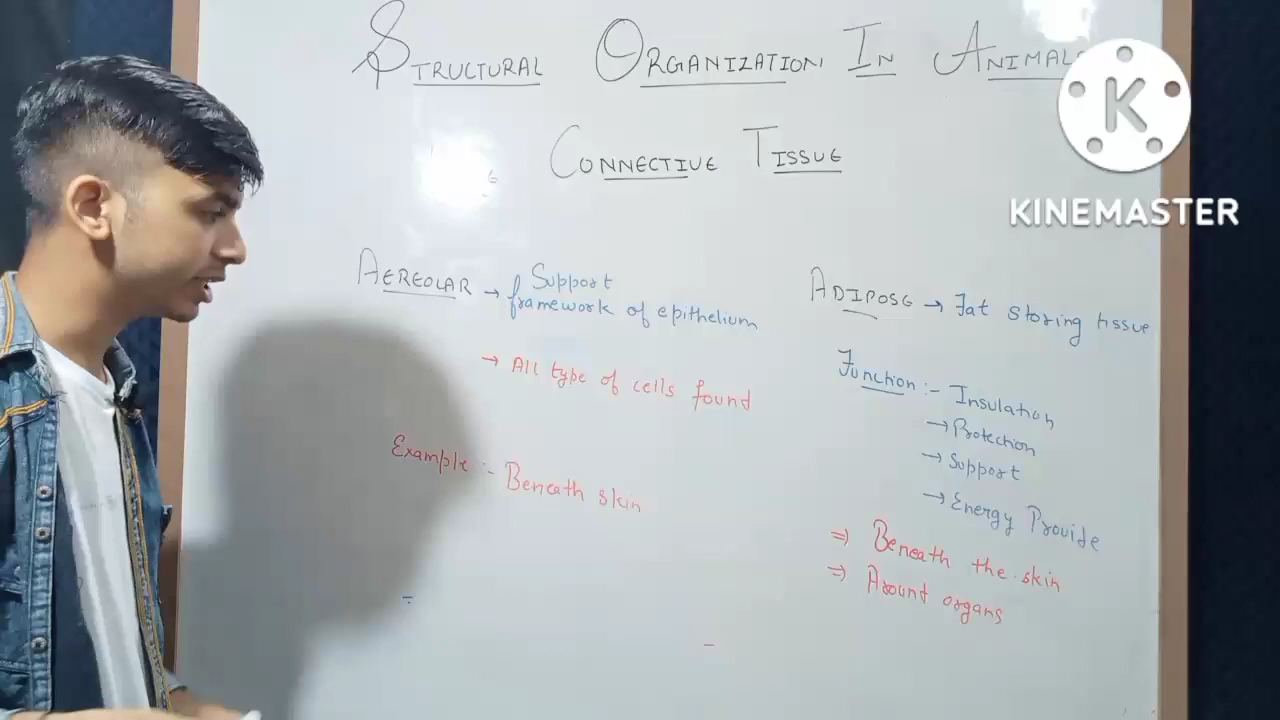 STRUCTURAL ORGANIZATION IN ANIMALS
CONNECTIVE TISSUE
KINEMASTER
AEREOLAR → Support
framework of epithelium
→ All type of cells found
Example :- Beneath skin
ADIPOSE → Fat storing tissue
Function :- Insulation
→ Protection
→ Support
→ Energy Provide
⇒ Beneath the skin
⇒ Around organs